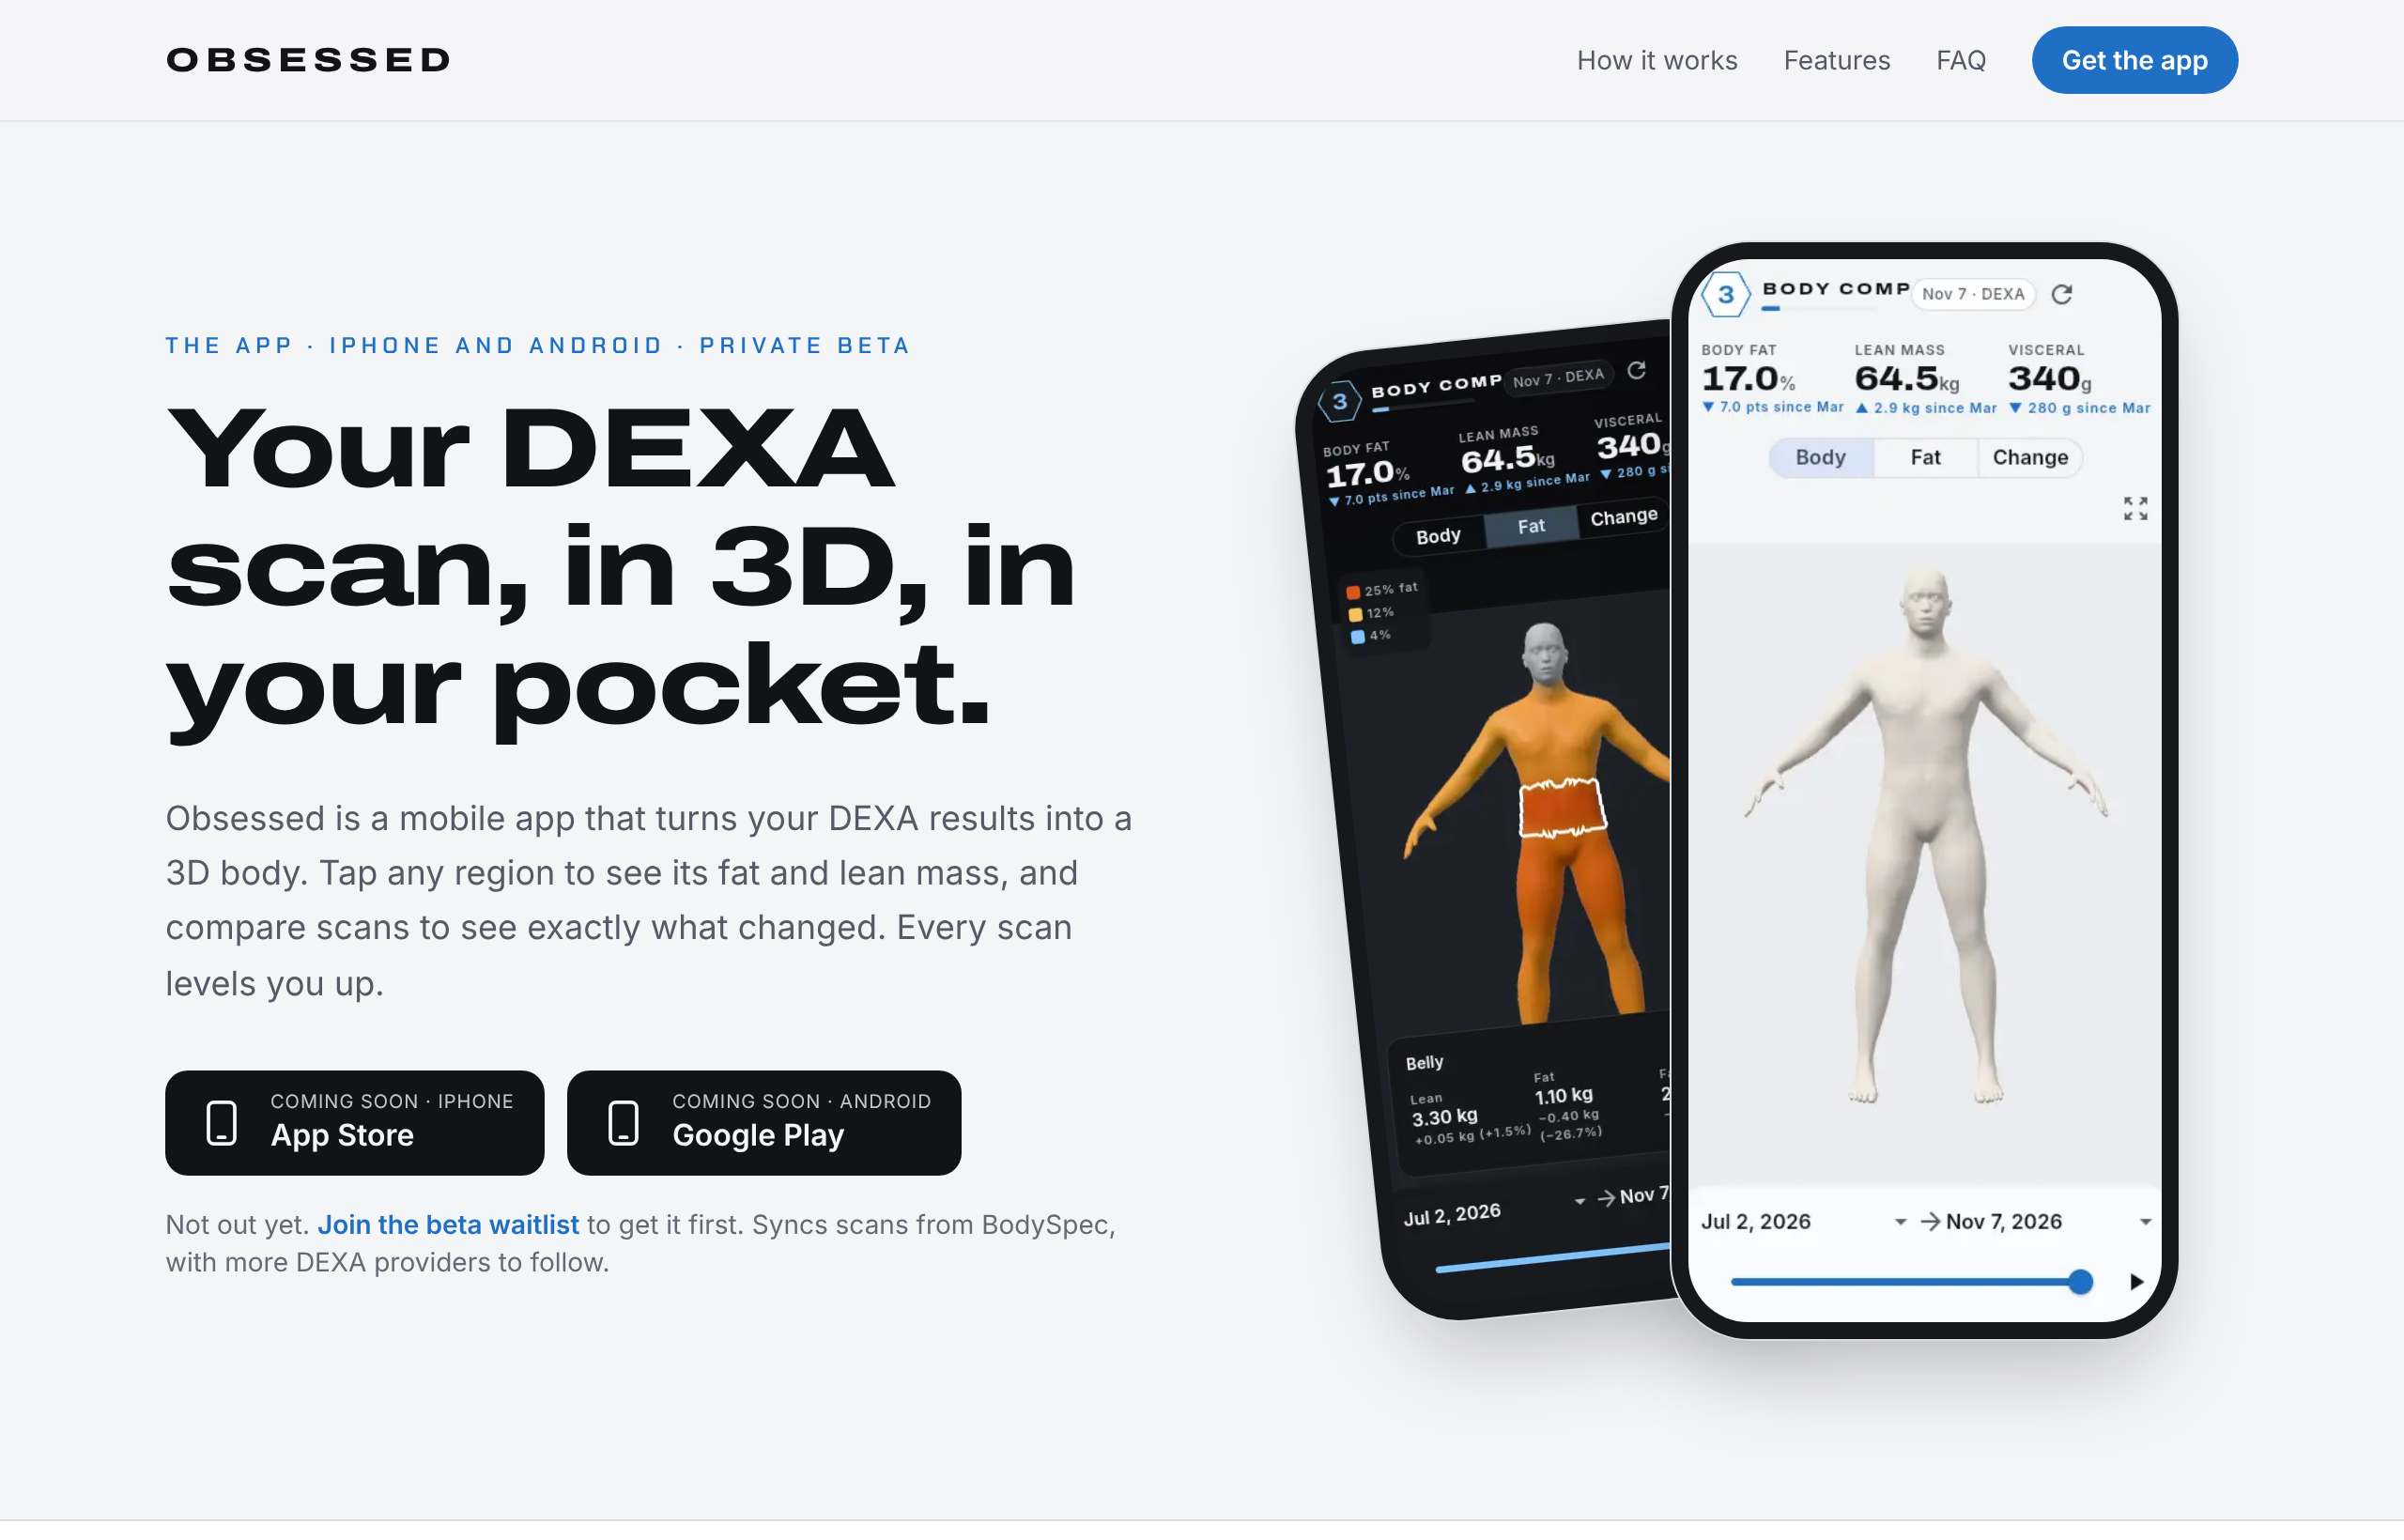 OBSESSED
How it works
Features
FAQ
Get the app
THE APP · IPHONE AND ANDROID · PRIVATE BETA
Your DEXA
scan, in 3D, in
your pocket.
Obsessed is a mobile app that turns your DEXA results into a
3D body. Tap any region to see its fat and lean mass, and
compare scans to see exactly what changed. Every scan
levels you up.
COMING SOON · IPHONE
App Store
COMING SOON · ANDROID
Google Play
Not out yet. Join the beta waitlist to get it first. Syncs scans from BodySpec,
with more DEXA providers to follow.
3
BODY COMP
Nov 7 · DEXA
BODY FAT
17.0%
▼ 7.0 pts since Mar
LEAN MASS
64.5kg
▲ 2.9 kg since Mar
VISCERAL
340g
▼ 280 g si
Body
Fat
Change
25% fat
12%
4%
Belly
Lean
3.30 kg
+0.05 kg (+1.5%)
Fat
1.10 kg
−0.40 kg
(−26.7%)
Jul 2, 2026
→ Nov 7
3
BODY COMP
Nov 7 · DEXA
BODY FAT
17.0%
▼ 7.0 pts since Mar
LEAN MASS
64.5kg
▲ 2.9 kg since Mar
VISCERAL
340g
▼ 280 g since Mar
Body
Fat
Change
Jul 2, 2026
→ Nov 7, 2026